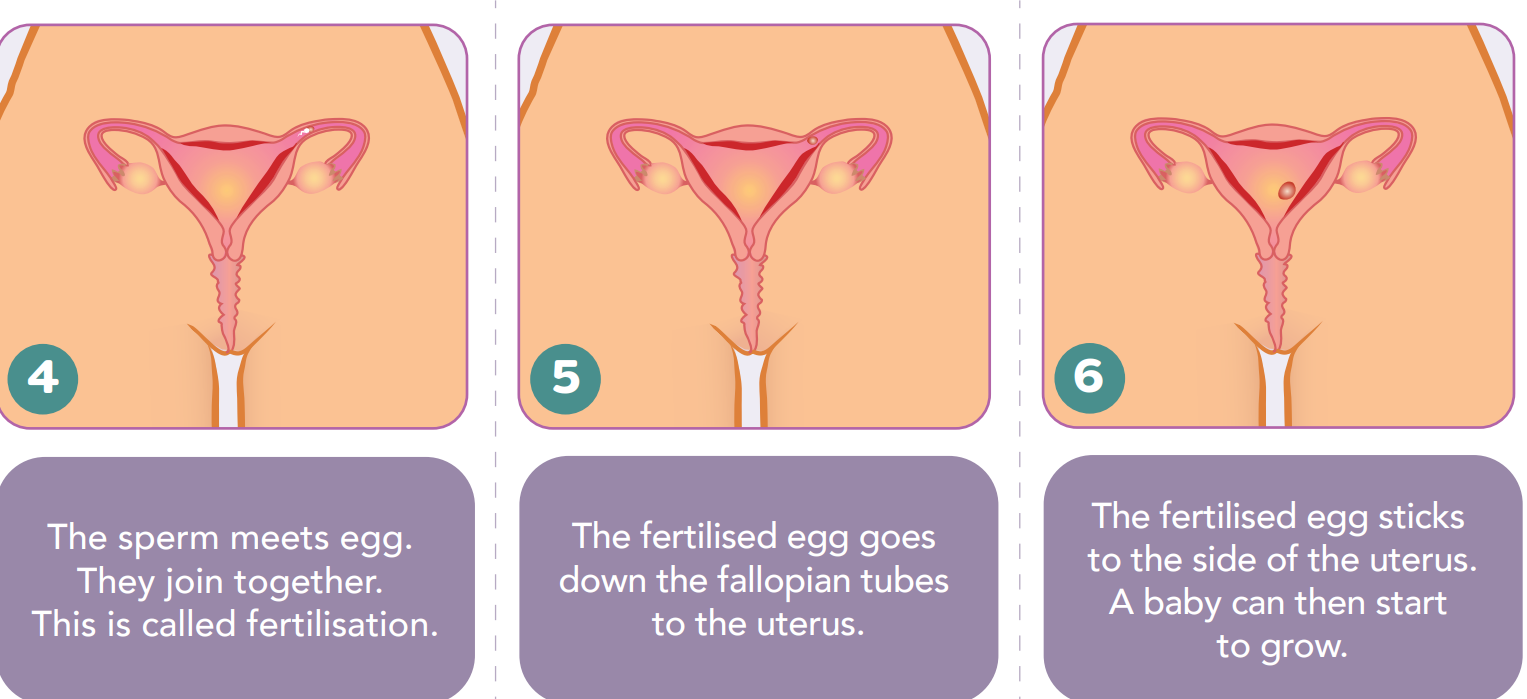 4
The sperm meets egg.
They join together.
This is called fertilisation.
5
The fertilised egg goes
down the fallopian tubes
to the uterus.
6
The fertilised egg sticks
to the side of the uterus.
A baby can then start
to grow.